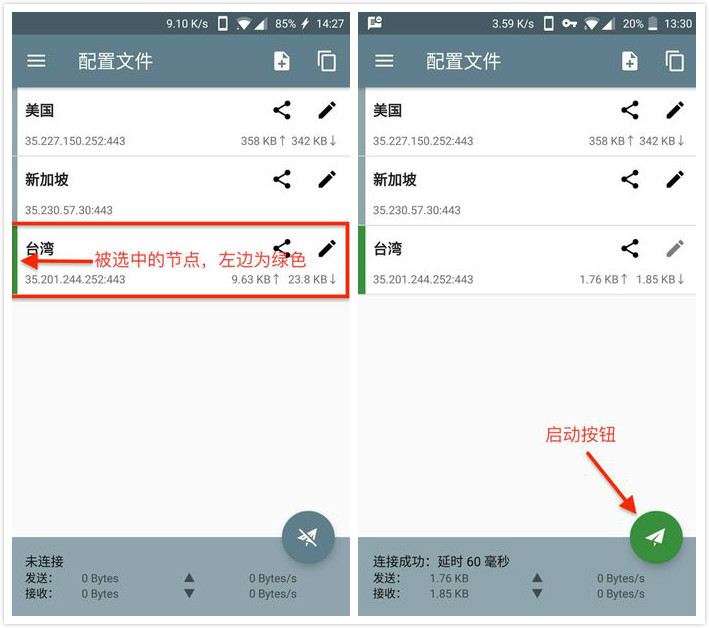 9.10 K/s 85% 14:27
配置文件
美国
35.227.150.252:443 358 KB↑ 342 KB↓
新加坡
35.230.57.30:443
台湾
被选中的节点，左边为绿色
35.201.244.252:443 9.63 KB↑ 23.8 KB↓
未连接
发送： 0 Bytes ▲ 0 Bytes/s
接收： 0 Bytes ▼ 0 Bytes/s
3.59 K/s 20% 13:30
配置文件
美国
35.227.150.252:443 358 KB↑ 342 KB↓
新加坡
35.230.57.30:443
台湾
35.201.244.252:443 1.76 KB↑ 1.85 KB↓
启动按钮
连接成功：延时 60 毫秒
发送： 1.76 KB ▲ 0 Bytes/s
接收： 1.85 KB ▼ 0 Bytes/s